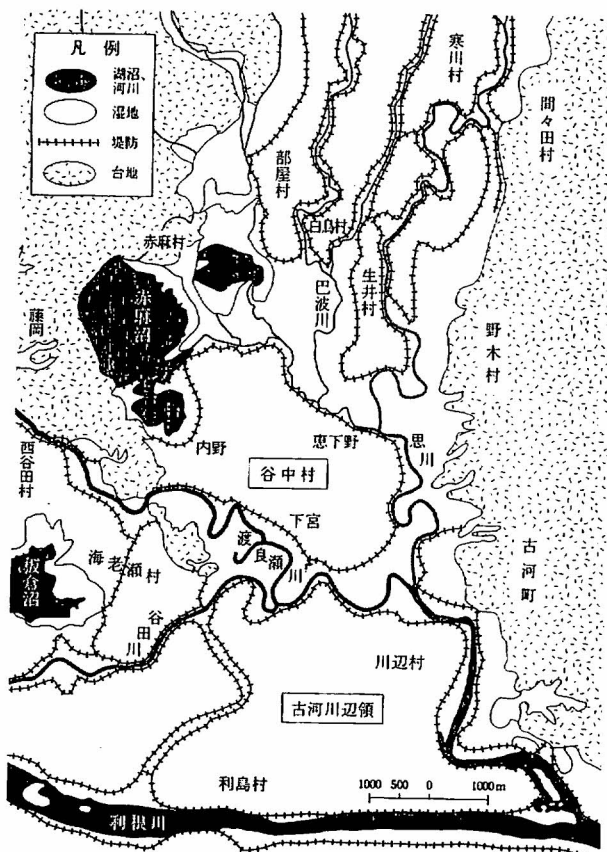 凡例
湖沼、
河川
湿地
堤防
台地
寒川村
間々田村
部屋村
白鳥村
赤麻村
生井村
巴波川
赤麻沼
藤岡
野木村
内野
恵下野
思川
西谷田村
谷中村
下宮
渡良瀬川
海老瀬村
板倉沼
古河町
谷田川
川辺村
古河川辺領
利島村
1000 500 0 1000m
利根川